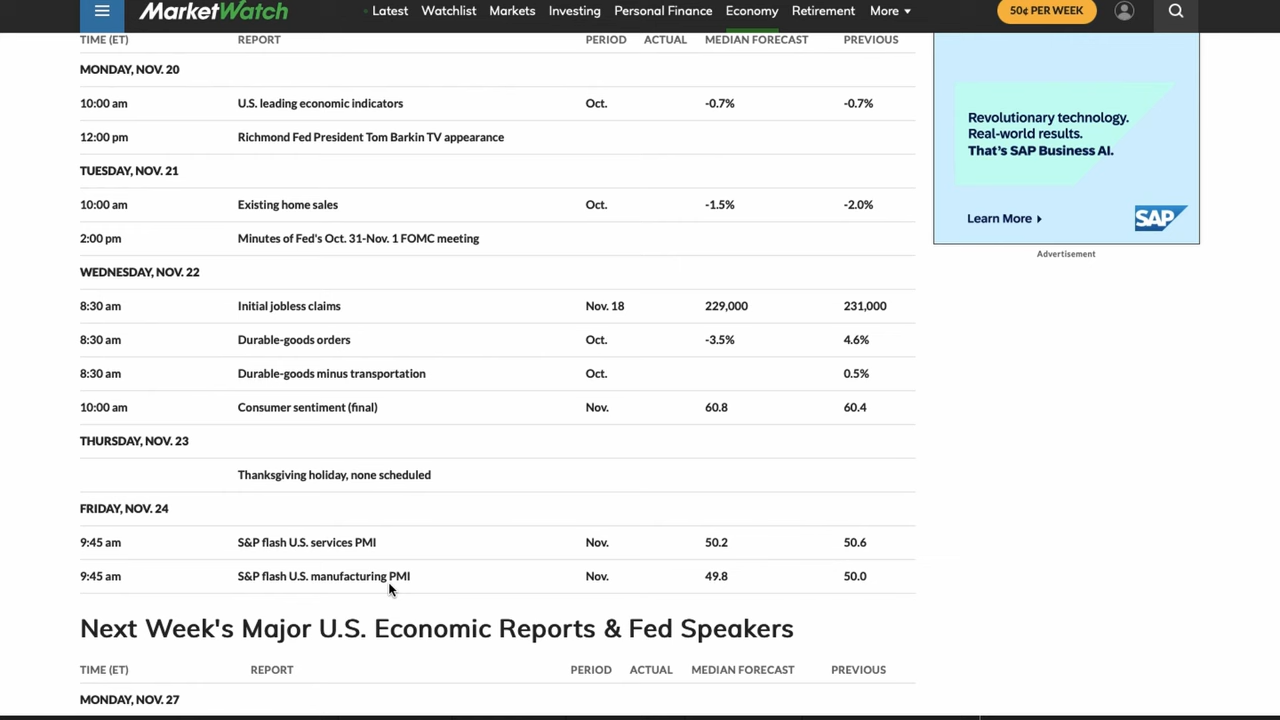 MarketWatch
Latest Watchlist Markets Investing Personal Finance Economy Retirement More
50¢ PER WEEK
TIME (ET) REPORT PERIOD ACTUAL MEDIAN FORECAST PREVIOUS
MONDAY, NOV. 20
10:00 am U.S. leading economic indicators Oct. -0.7% -0.7%
12:00 pm Richmond Fed President Tom Barkin TV appearance
TUESDAY, NOV. 21
10:00 am Existing home sales Oct. -1.5% -2.0%
2:00 pm Minutes of Fed's Oct. 31-Nov. 1 FOMC meeting
WEDNESDAY, NOV. 22
8:30 am Initial jobless claims Nov. 18 229,000 231,000
8:30 am Durable-goods orders Oct. -3.5% 4.6%
8:30 am Durable-goods minus transportation Oct. 0.5%
10:00 am Consumer sentiment (final) Nov. 60.8 60.4
THURSDAY, NOV. 23
Thanksgiving holiday, none scheduled
FRIDAY, NOV. 24
9:45 am S&P flash U.S. services PMI Nov. 50.2 50.6
9:45 am S&P flash U.S. manufacturing PMI Nov. 49.8 50.0
Next Week's Major U.S. Economic Reports & Fed Speakers
TIME (ET) REPORT PERIOD ACTUAL MEDIAN FORECAST PREVIOUS
MONDAY, NOV. 27
Revolutionary technology.
Real-world results.
That's SAP Business AI.
Learn More
SAP
Advertisement